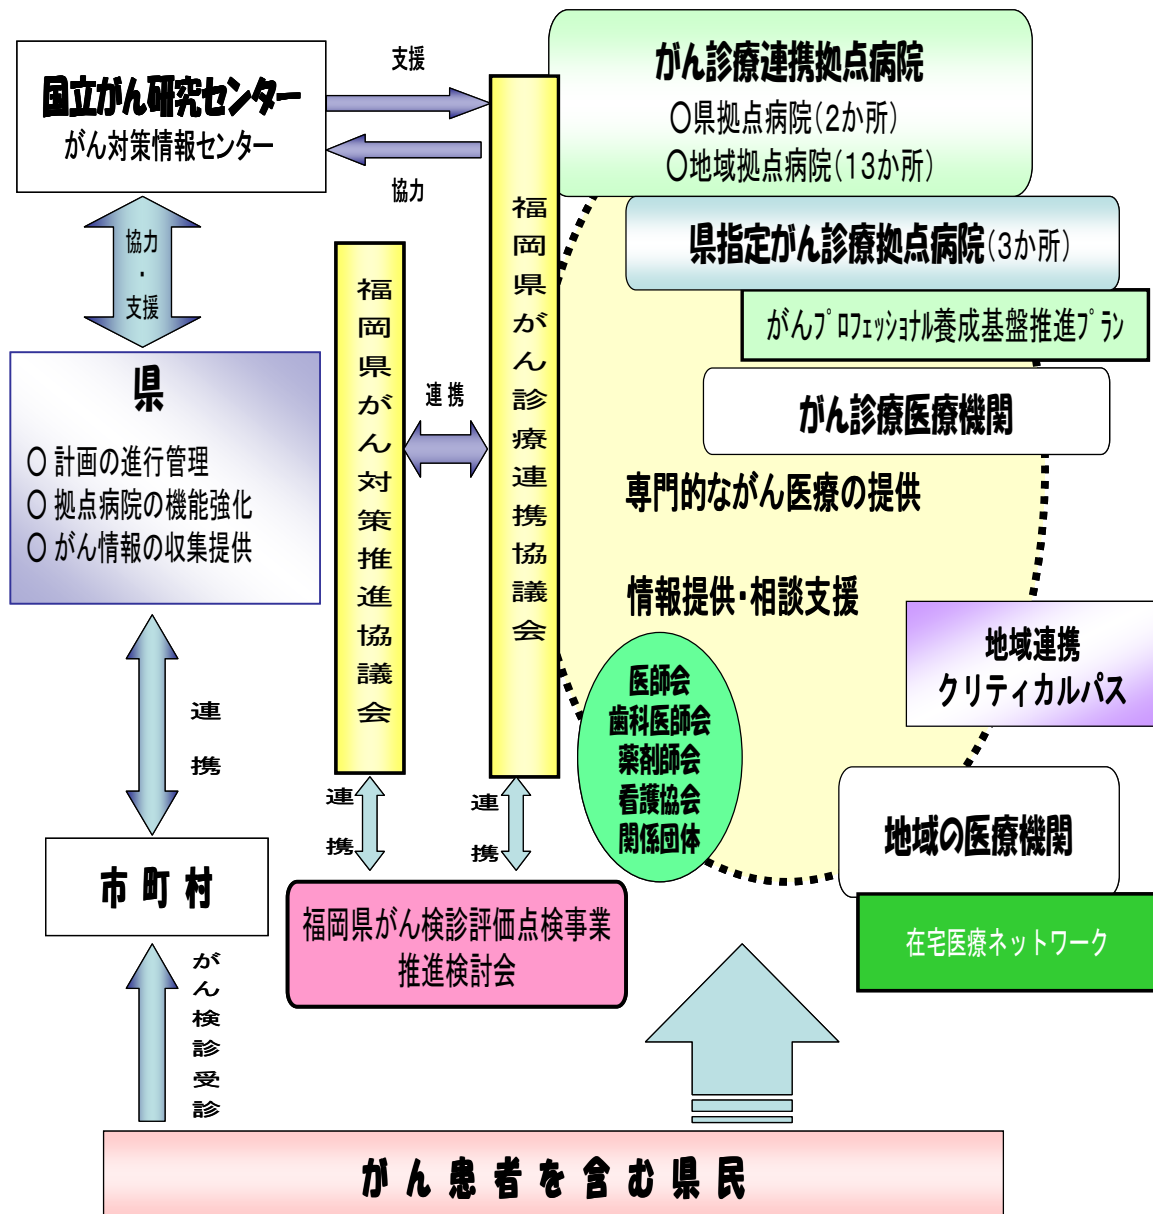 国立がん研究センター
がん対策情報センター
支援
協力
がん診療連携拠点病院
〇県拠点病院(2か所)
〇地域拠点病院(13か所)
県指定がん診療拠点病院(3か所)
がんプロフェッショナル養成基盤推進プラン
がん診療医療機関
協力
・
支援
県
〇 計画の進行管理
〇 拠点病院の機能強化
〇 がん情報の収集提供
福岡県がん対策推進協議会
連携
福岡県がん診療連携協議会
専門的ながん医療の提供
情報提供・相談支援
地域連携
クリティカルパス
医師会
歯科医師会
薬剤師会
看護協会
関係団体
地域の医療機関
在宅医療ネットワーク
連携
連携
連携
市町村
福岡県がん検診評価点検事業
推進検討会
がん検診受診
がん患者を含む県民